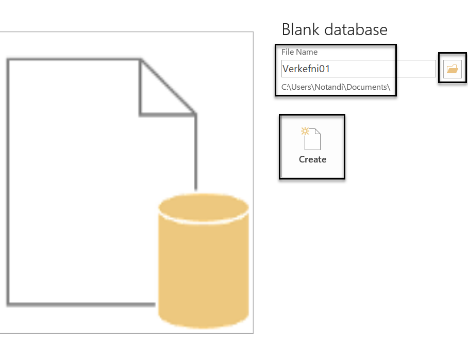 Blank database
File Name
Verkefni01
C:\Users\Notandi\Documents\
Create